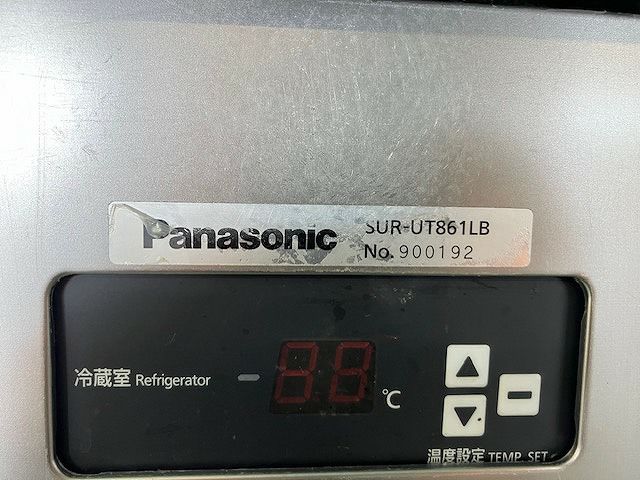 Panasonic SUR-UT861LB
No. 900192
冷蔵室 Refrigerator
88 ℃
温度設定 TEMP. SET